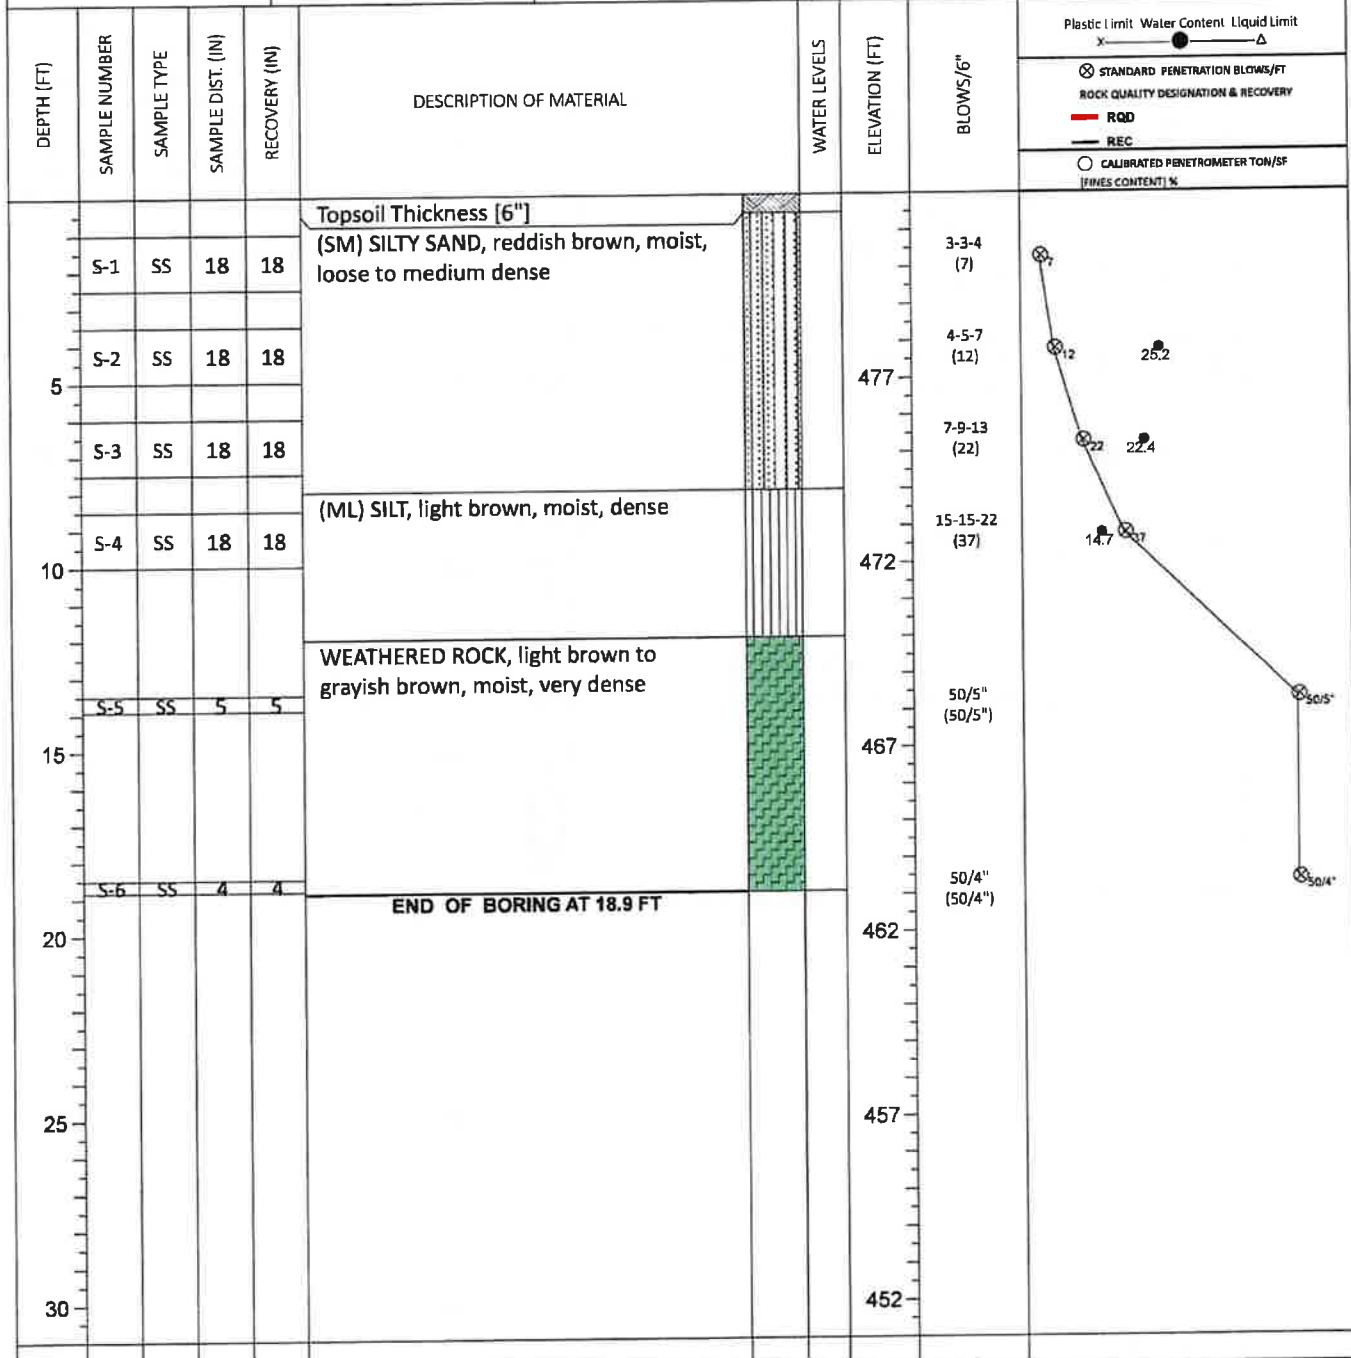 DEPTH (FT)
SAMPLE NUMBER
SAMPLE TYPE
SAMPLE DIST. (IN)
RECOVERY (IN)
DESCRIPTION OF MATERIAL
WATER LEVELS
ELEVATION (FT)
BLOWS/6"
Plastic Limit Water Content Liquid Limit
X Δ
STANDARD PENETRATION BLOWS/FT
ROCK QUALITY DESIGNATION & RECOVERY
RQD
REC
CALIBRATED PENETROMETER TON/SF
[FINES CONTENT] %
Topsoil Thickness [6"]
(SM) SILTY SAND, reddish brown, moist,
loose to medium dense
S-1 SS 18 18
3-3-4
(7)
7
S-2 SS 18 18
4-5-7
(12)
12
25.2
5
477
S-3 SS 18 18
7-9-13
(22)
22
22.4
(ML) SILT, light brown, moist, dense
S-4 SS 18 18
15-15-22
(37)
14.7
37
10
472
WEATHERED ROCK, light brown to
grayish brown, moist, very dense
S-5 SS 5 5
50/5"
(50/5")
50/5"
15
467
S-6 SS 4 4
50/4"
(50/4")
50/4"
END OF BORING AT 18.9 FT
20
462
25
457
30
452